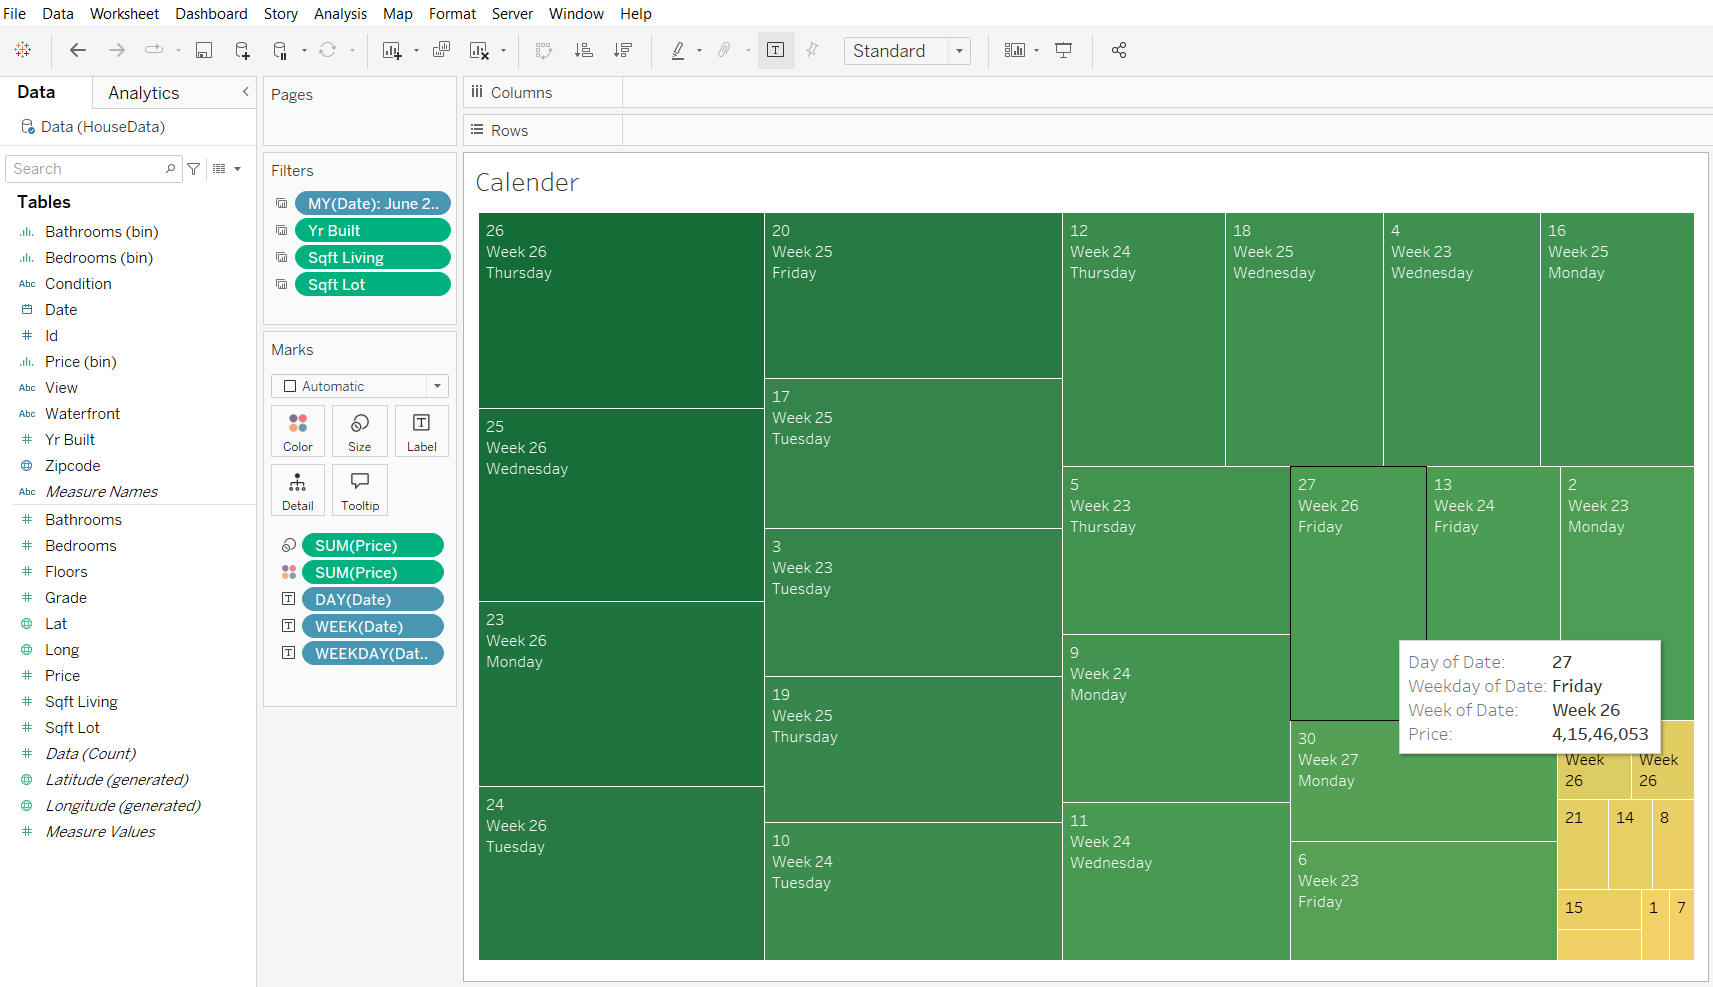 File Data Worksheet Dashboard Story Analysis Map Format Server Window Help
Standard
Data Analytics
Data (HouseData)
Search
Tables
Bathrooms (bin)
Bedrooms (bin)
Abc Condition
Date
# Id
Price (bin)
Abc View
Abc Waterfront
# Yr Built
Zipcode
Abc Measure Names
# Bathrooms
# Bedrooms
# Floors
# Grade
Lat
Long
# Price
# Sqft Living
# Sqft Lot
# Data (Count)
Latitude (generated)
Longitude (generated)
# Measure Values
Pages
Filters
MY(Date): June 2..
Yr Built
Sqft Living
Sqft Lot
Marks
Automatic
Color Size Label
Detail Tooltip
SUM(Price)
SUM(Price)
DAY(Date)
WEEK(Date)
WEEKDAY(Dat..
Columns
Rows
Calender
26
Week 26
Thursday
25
Week 26
Wednesday
23
Week 26
Monday
24
Week 26
Tuesday
20
Week 25
Friday
17
Week 25
Tuesday
3
Week 23
Tuesday
19
Week 25
Thursday
10
Week 24
Tuesday
12
Week 24
Thursday
18
Week 25
Wednesday
4
Week 23
Wednesday
16
Week 25
Monday
5
Week 23
Thursday
9
Week 24
Monday
11
Week 24
Wednesday
27
Week 26
Friday
13
Week 24
Friday
2
Week 23
Monday
Day of Date: 27
Weekday of Date: Friday
Week of Date: Week 26
Price: 4,15,46,053
30
Week 27
Monday
6
Week 23
Friday
Week
26
Week
26
21
14
8
15
1
7